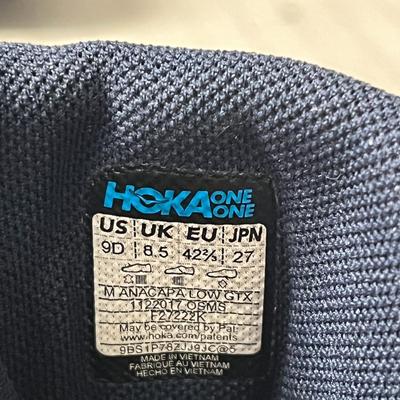 HOKA ONE ONE
US UK EU JPN
9D 8.5 42⅔ 27
M ANACAPA LOW GTX
1122017 OBMS
F27222K
May be covered by Pat:
www.hoka.com/patents
MADE IN VIETNAM
FABRIQUÉ AU VIETNAM
HECHO EN VIETNAM